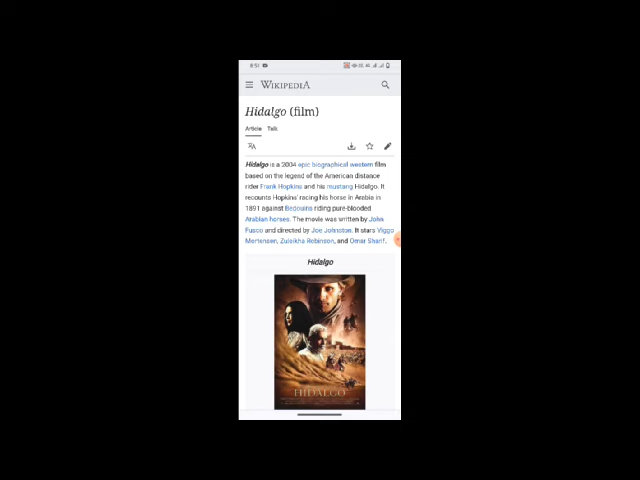 8:51
WIKIPEDIA
Hidalgo (film)
Article Talk
Hidalgo is a 2004 epic biographical western film
based on the legend of the American distance
rider Frank Hopkins and his mustang Hidalgo. It
recounts Hopkins' racing his horse in Arabia in
1891 against Bedouins riding pure-blooded
Arabian horses. The movie was written by John
Fusco and directed by Joe Johnston. It stars Viggo
Mortensen, Zuleikha Robinson, and Omar Sharif.
Hidalgo
HIDALGO